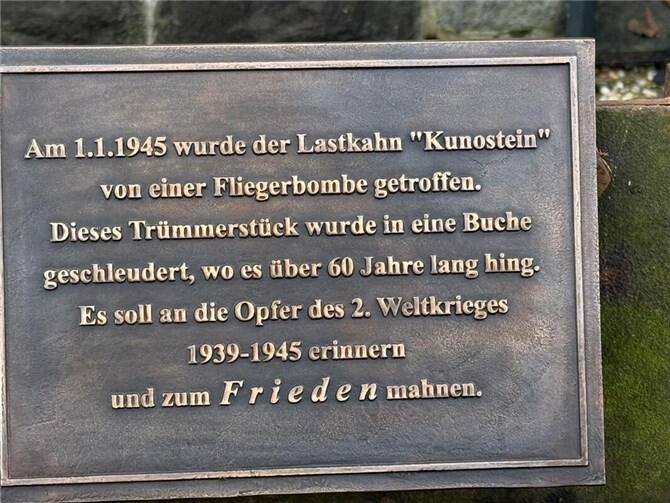 Am 1.1.1945 wurde der Lastkahn "Kunostein"
von einer Fliegerbombe getroffen.
Dieses Trümmerstück wurde in eine Buche
geschleudert, wo es über 60 Jahre lang hing.
Es soll an die Opfer des 2. Weltkrieges
1939-1945 erinnern
und zum Frieden mahnen.